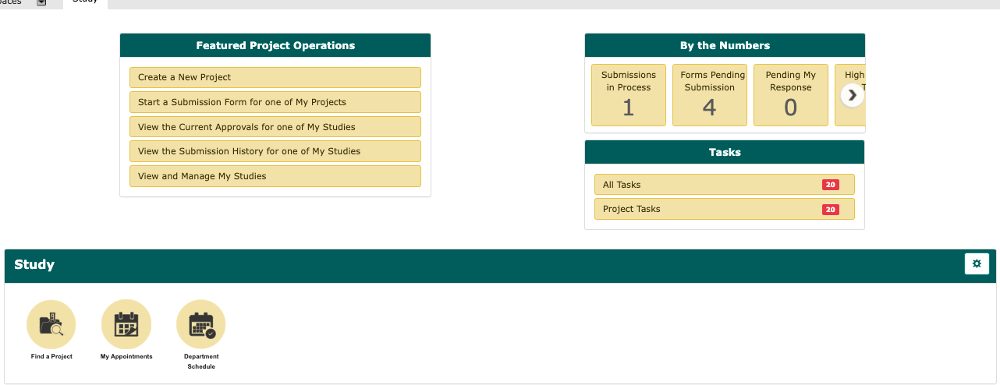 Study
Featured Project Operations
Create a New Project
Start a Submission Form for one of My Projects
View the Current Approvals for one of My Studies
View the Submission History for one of My Studies
View and Manage My Studies
By the Numbers
Submissions
in Process
1
Forms Pending
Submission
4
Pending My
Response
0
High
Tasks
All Tasks
20
Project Tasks
20
Study
Find a Project
My Appointments
Department
Schedule